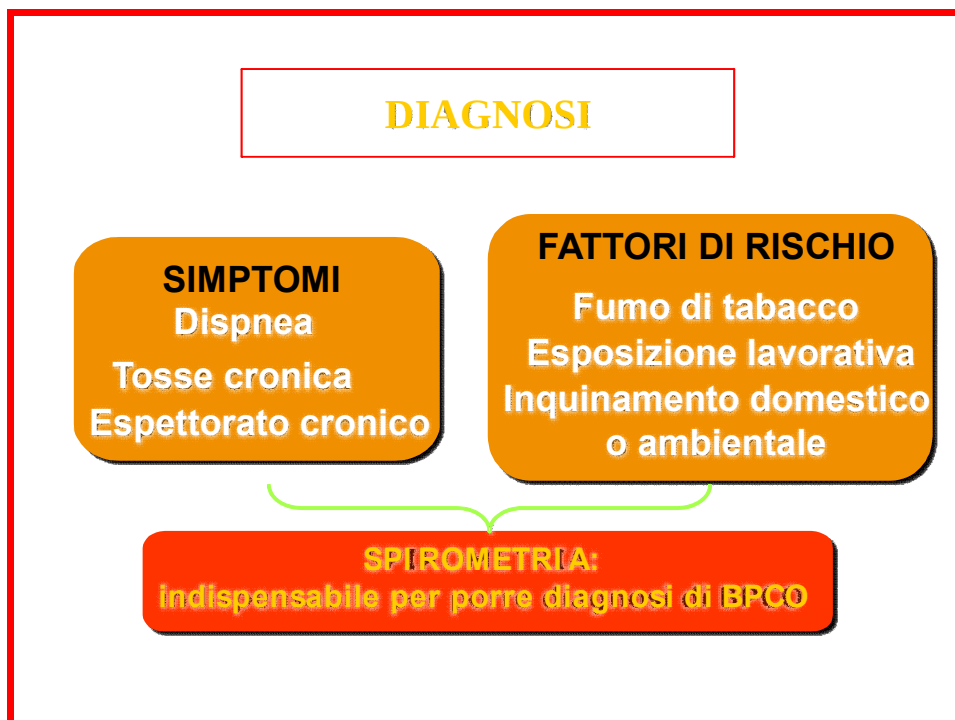 DIAGNOSI
SIMPTOMI
Dispnea
Tosse cronica
Espettorato cronico
FATTORI DI RISCHIO
Fumo di tabacco
Esposizione lavorativa
Inquinamento domestico
o ambientale
SPIROMETRIA:
indispensabile per porre diagnosi di BPCO